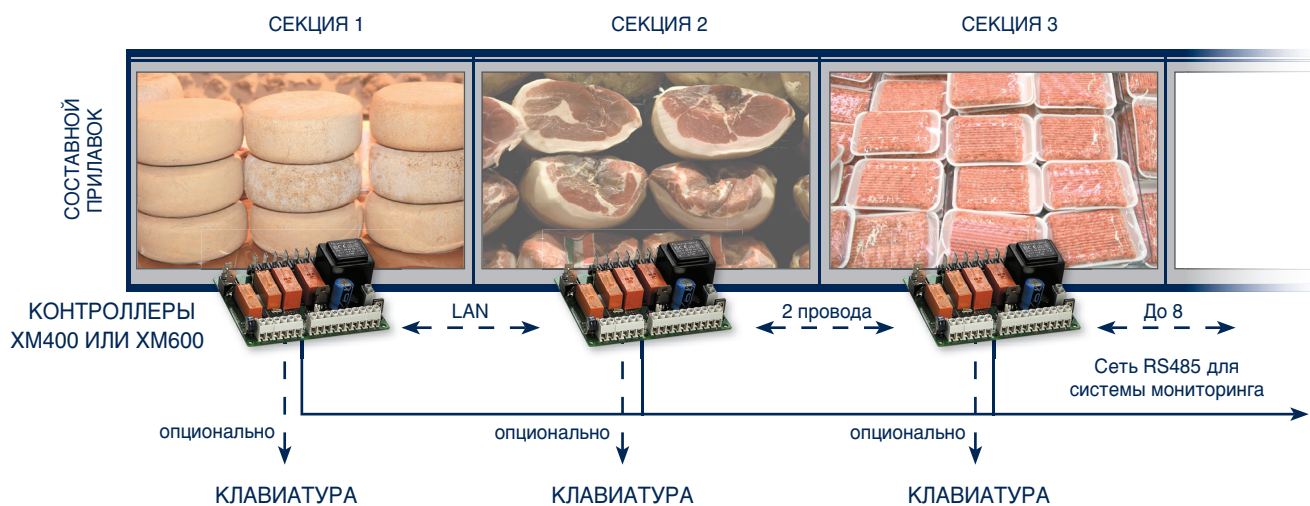 СЕКЦИЯ 1
СЕКЦИЯ 2
СЕКЦИЯ 3
СОСТАВНОЙ
ПРИЛАВОК
КОНТРОЛЛЕРЫ
XM400 ИЛИ XM600
LAN
2 провода
До 8
Сеть RS485 для
системы мониторинга
опционально
опционально
опционально
КЛАВИАТУРА
КЛАВИАТУРА
КЛАВИАТУРА